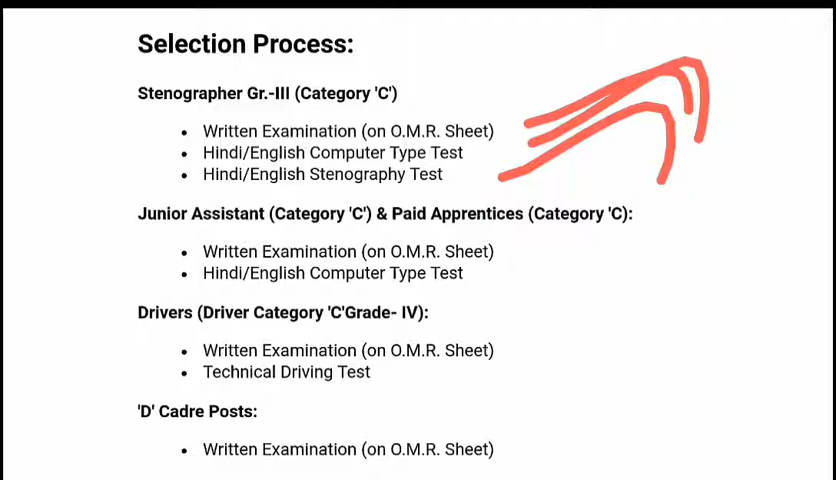 Selection Process:
Stenographer Gr.-III (Category 'C')
• Written Examination (on O.M.R. Sheet)
• Hindi/English Computer Type Test
• Hindi/English Stenography Test
Junior Assistant (Category 'C') & Paid Apprentices (Category 'C):
• Written Examination (on O.M.R. Sheet)
• Hindi/English Computer Type Test
Drivers (Driver Category 'C'Grade- IV):
• Written Examination (on O.M.R. Sheet)
• Technical Driving Test
'D' Cadre Posts:
• Written Examination (on O.M.R. Sheet)